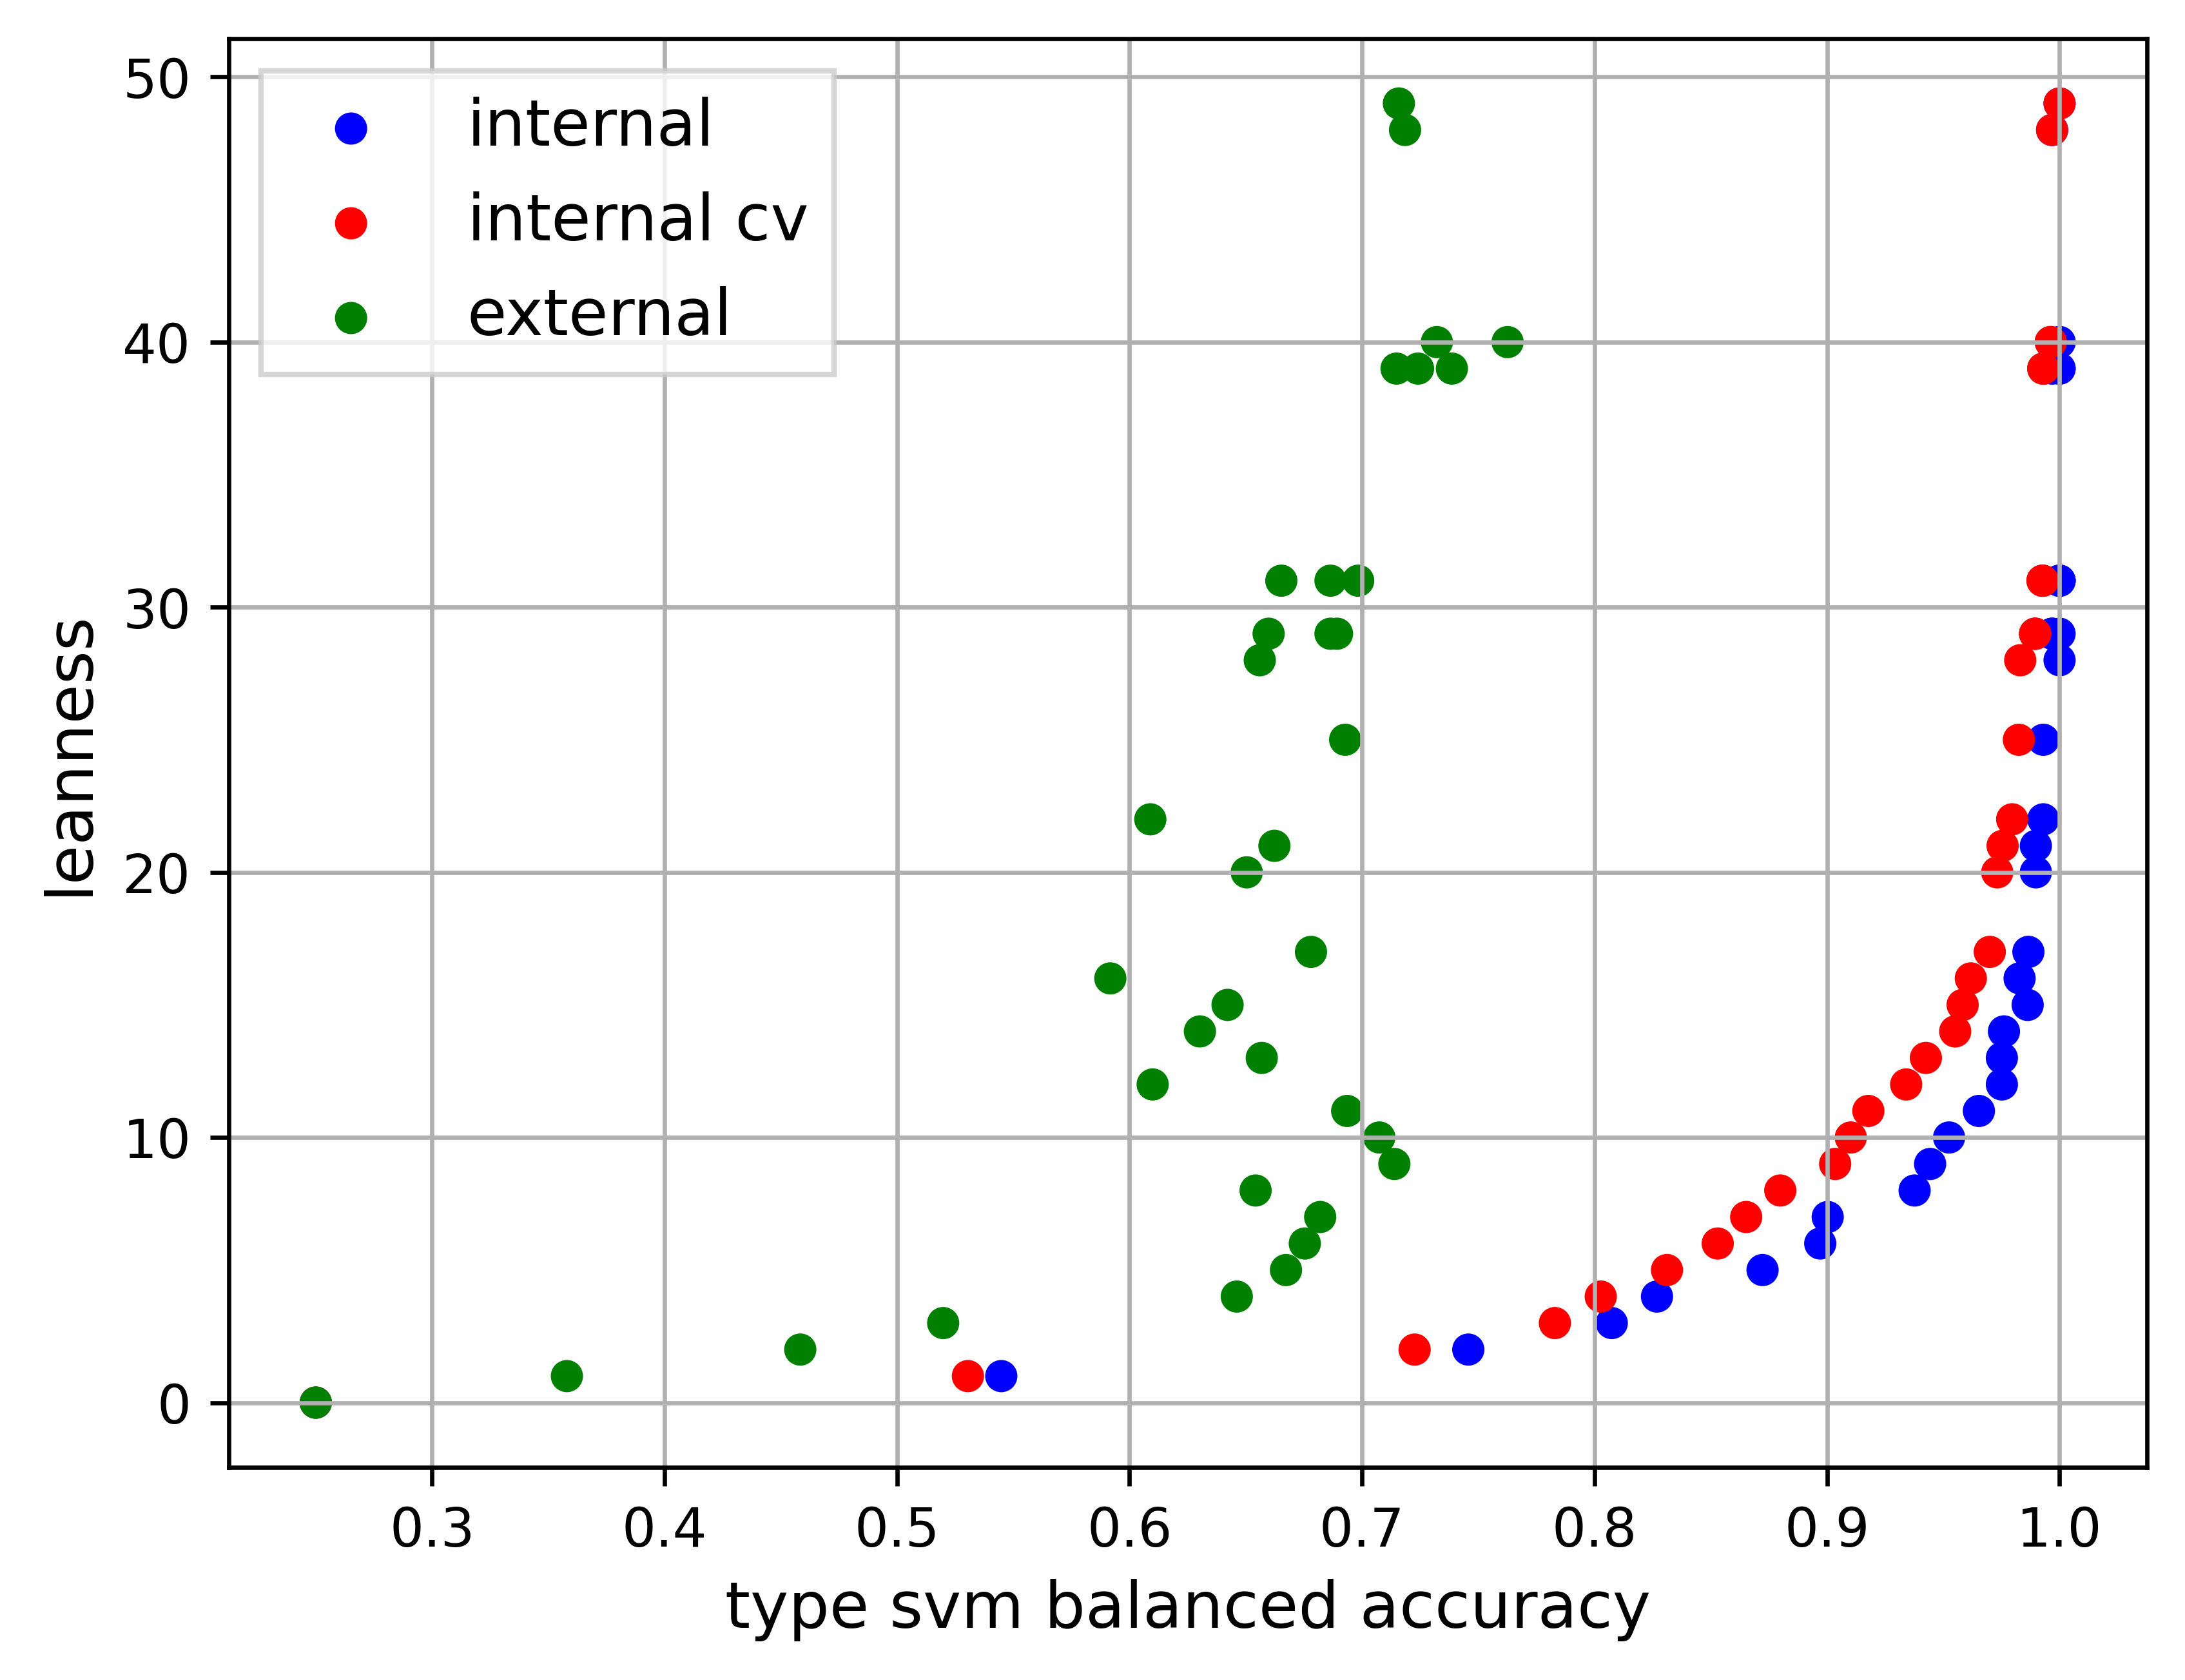 50
40
30
20
10
0
leanness
internal
internal cv
external
0.3 0.4 0.5 0.6 0.7 0.8 0.9 1.0
type svm balanced accuracy